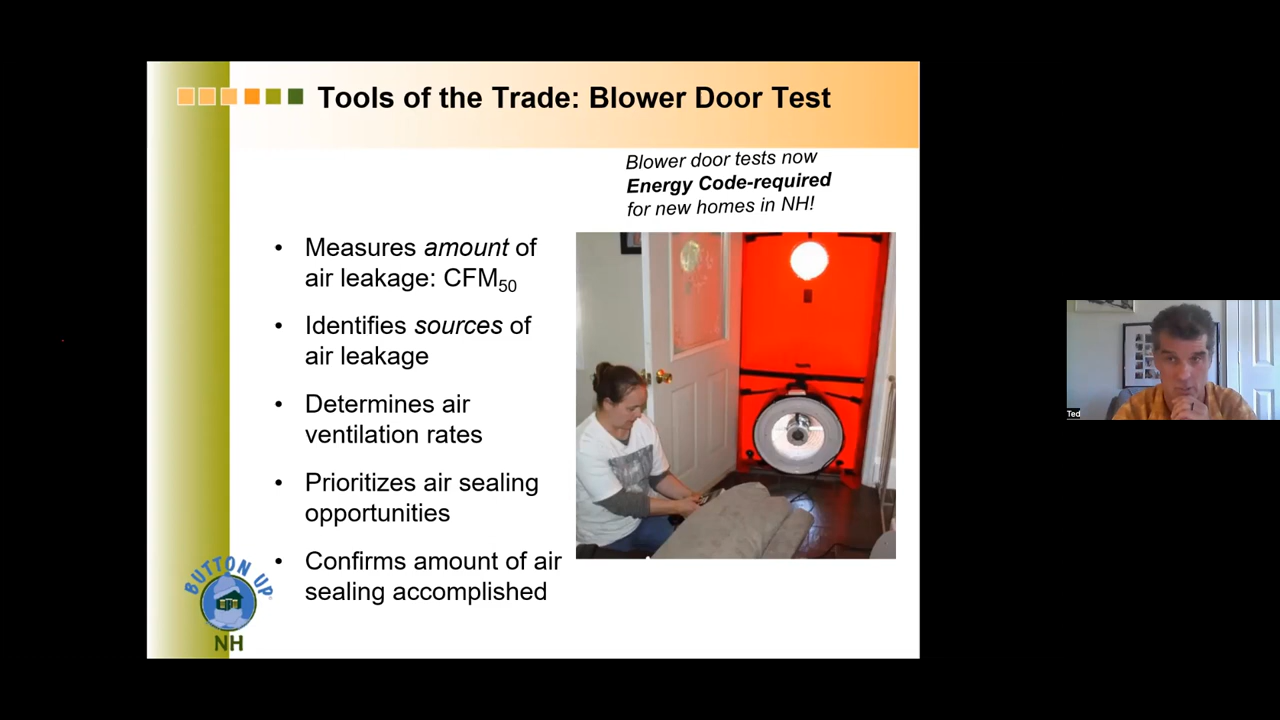 Tools of the Trade: Blower Door Test
Blower door tests now
Energy Code-required
for new homes in NH!
• Measures amount of
air leakage: CFM50
• Identifies sources of
air leakage
• Determines air
ventilation rates
• Prioritizes air sealing
opportunities
• Confirms amount of air
sealing accomplished
BUTTON UP
NH
Ted